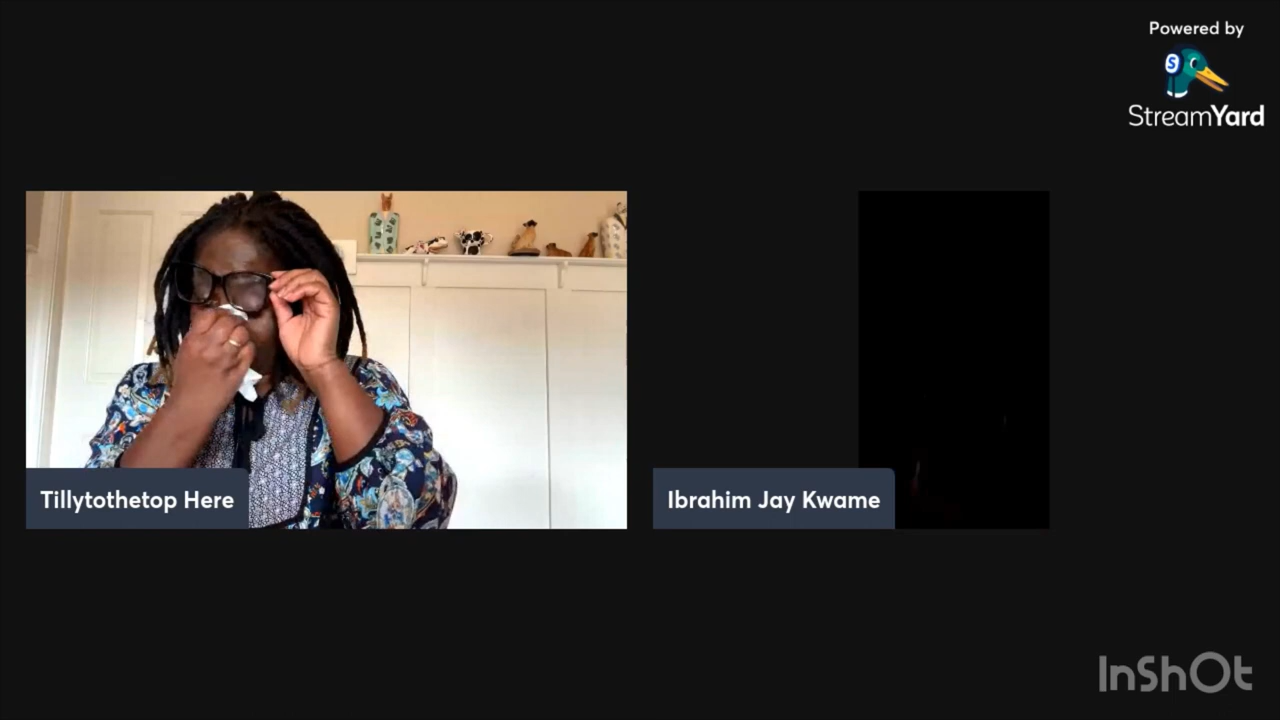 Powered by
StreamYard
Tillytothetop Here
Ibrahim Jay Kwame
InShOt